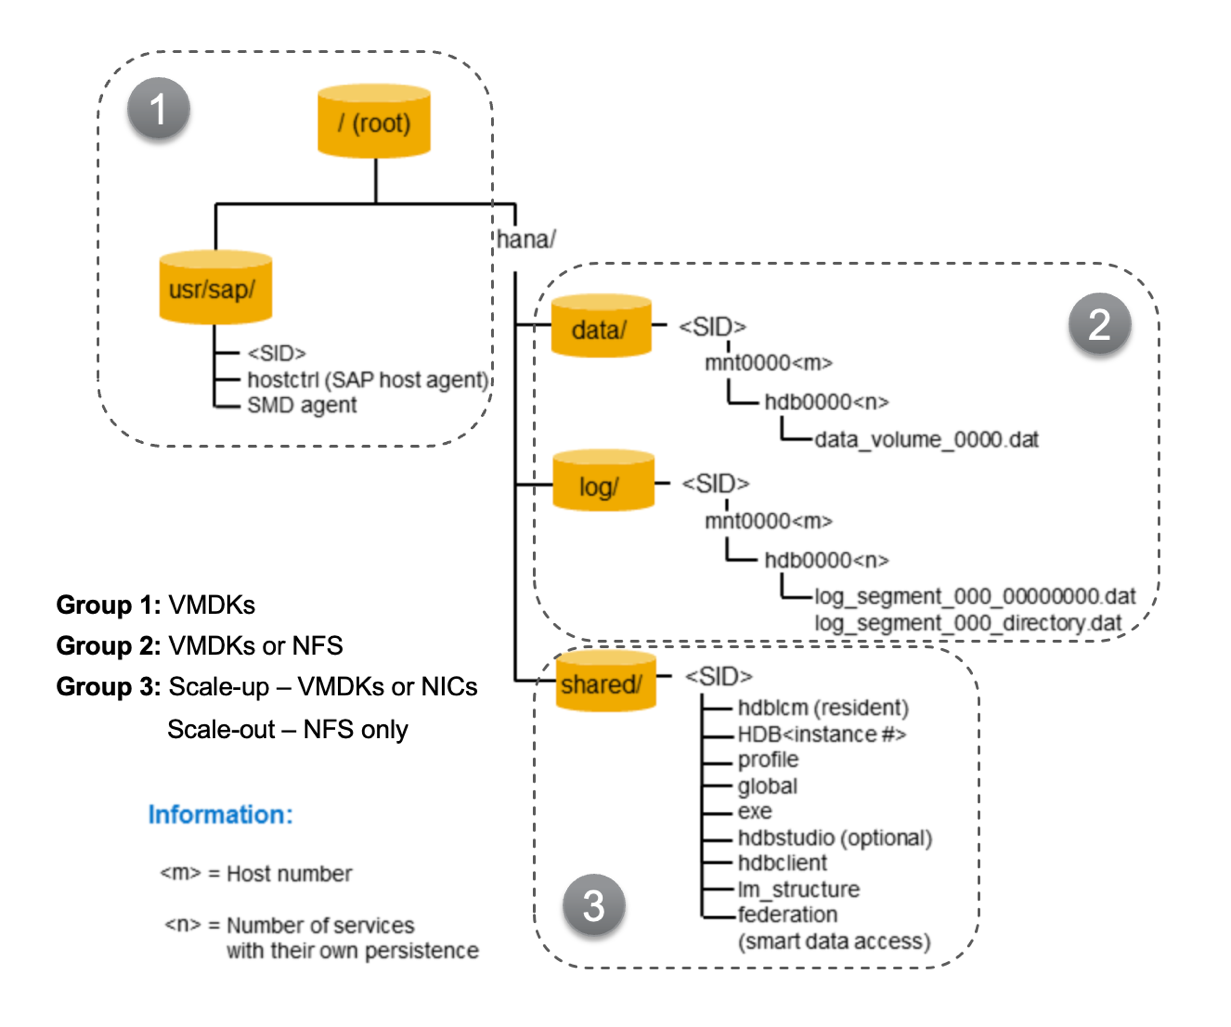 1
/ (root)
hana/
usr/sap/
<SID>
hostctrl (SAP host agent)
SMD agent
2
data/
<SID>
mnt0000<m>
hdb0000<n>
data_volume_0000.dat
log/
<SID>
mnt0000<m>
hdb0000<n>
log_segment_000_00000000.dat
log_segment_000_directory.dat
Group 1: VMDKs
Group 2: VMDKs or NFS
Group 3: Scale-up – VMDKs or NICs
Scale-out – NFS only
shared/
<SID>
hdblcm (resident)
HDB<instance #>
profile
global
exe
hdbstudio (optional)
hdbclient
lm_structure
federation
(smart data access)
3
Information:
<m> = Host number
<n> = Number of services
with their own persistence